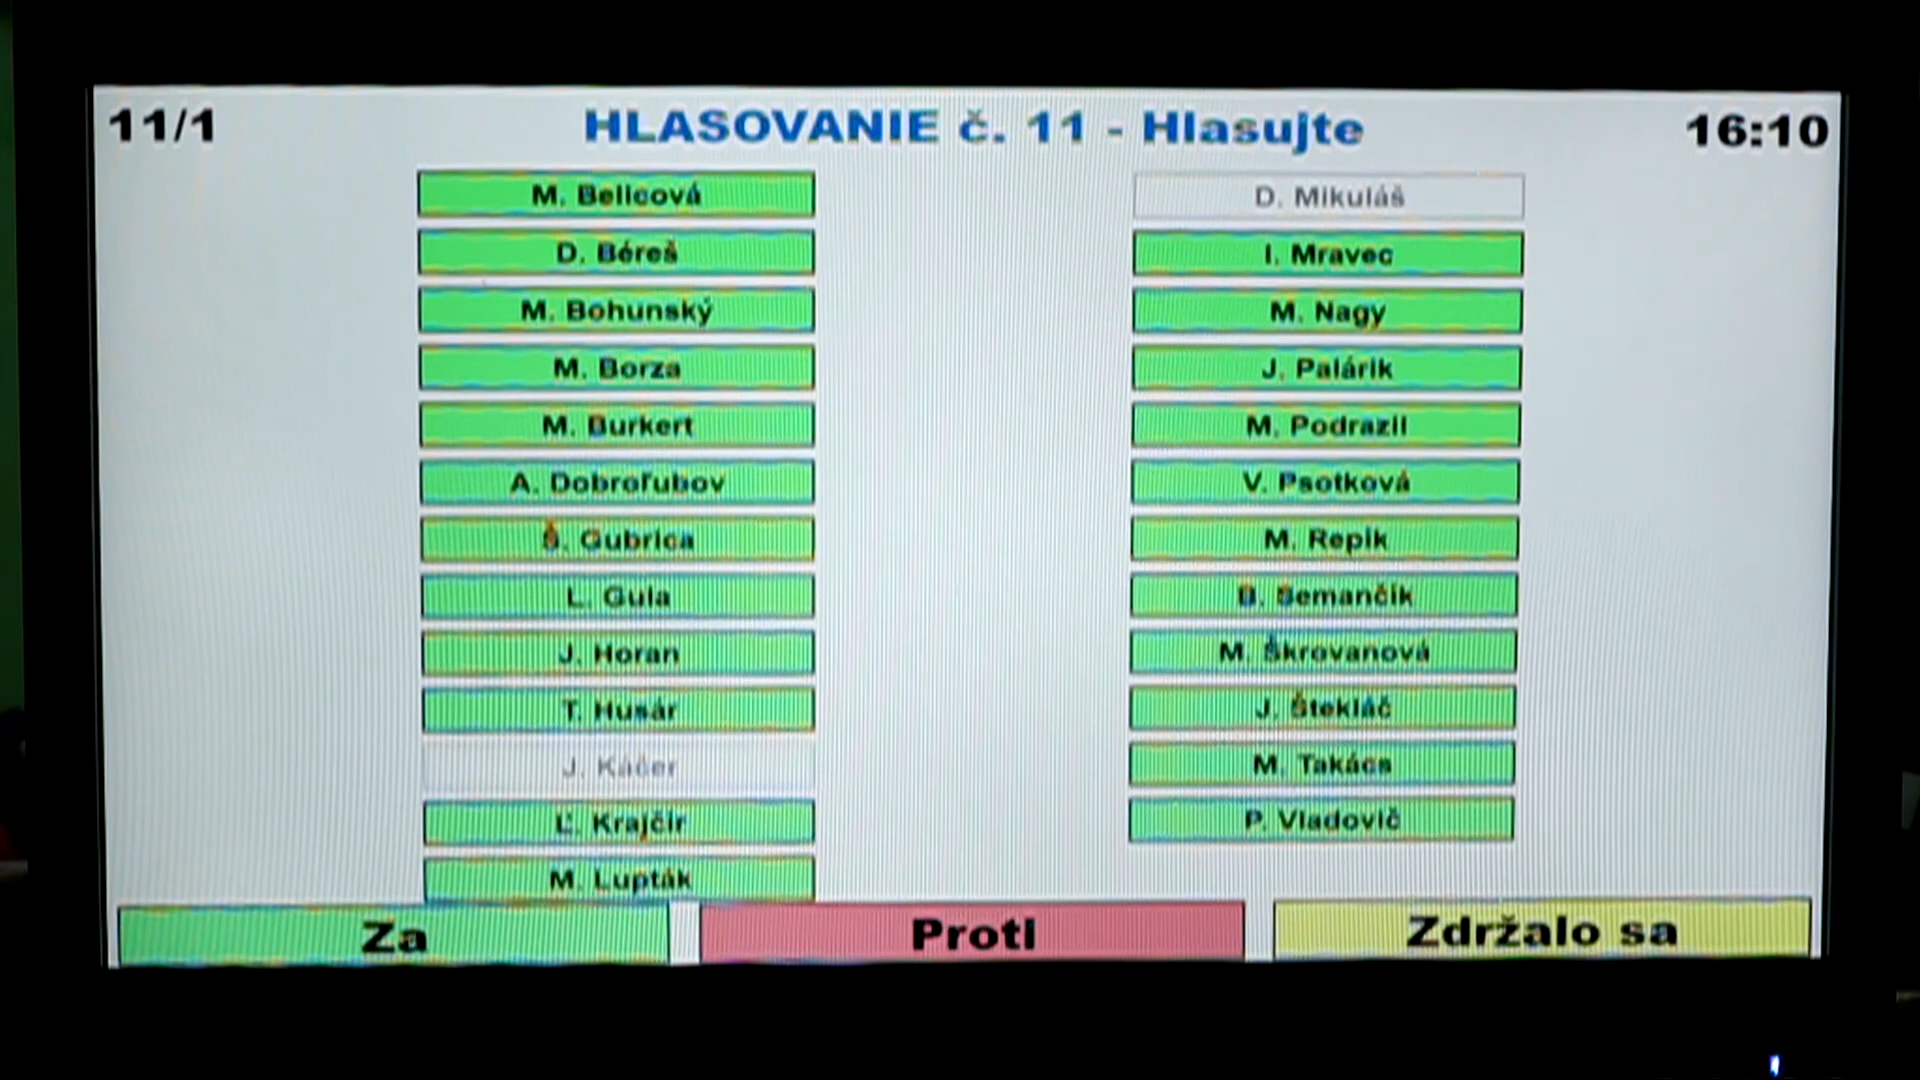 11/1 HLASOVANIE č. 11 - Hlasujte 16:10
M. Belicová
D. Béreš
M. Bohunský
M. Borza
M. Burkert
A. Dobroľubov
Š. Gubrica
L. Gula
J. Horan
T. Husár
J. Káčer
Ľ. Krajčír
M. Lupták
D. Mikuláš
I. Mravec
M. Nagy
J. Palárik
M. Podrazil
V. Psotková
M. Repik
B. Semančík
M. Škrovanová
J. Štekláč
M. Takács
P. Vladovič
Za Proti Zdržalo sa